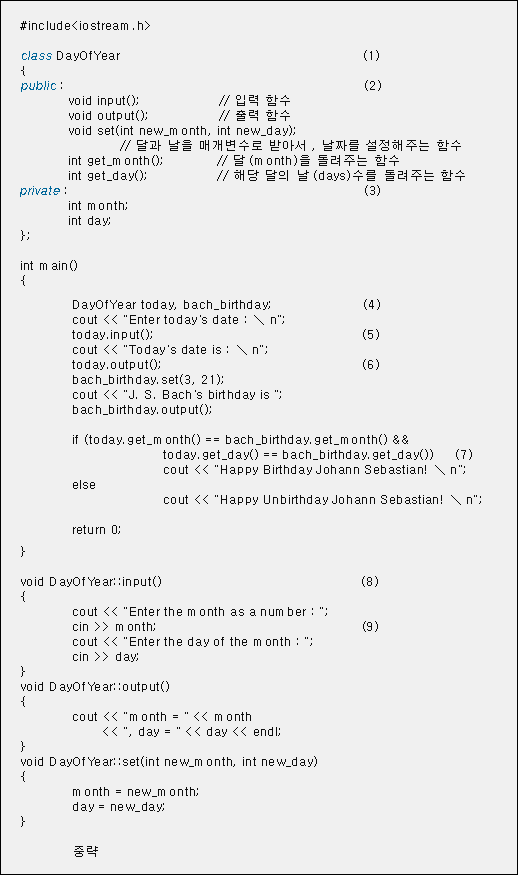 #include<iostream.h>
class DayOfYear (1)
{
public: (2)
void input(); // 입력 함수
void output(); // 출력 함수
void set(int new_month, int new_day);
// 달과 날을 매개변수로 받아서, 날짜를 설정해주는 함수
int get_month(); // 달(month)을 돌려주는 함수
int get_day(); // 해당 달의 날(days)수를 돌려주는 함수
private: (3)
int month;
int day;
};
int main()
{
DayOfYear today, bach_birthday; (4)
cout << "Enter today's date : \ n";
today.input(); (5)
cout << "Today's date is : \ n";
today.output(); (6)
bach_birthday.set(3, 21);
cout << "J. S. Bach's birthday is ";
bach_birthday.output();
if (today.get_month() == bach_birthday.get_month() &&
today.get_day() == bach_birthday.get_day()) (7)
cout << "Happy Birthday Johann Sebastian! \ n";
else
cout << "Happy Unbirthday Johann Sebastian! \ n";
return 0;
}
void DayOfYear::input() (8)
{
cout << "Enter the month as a number : ";
cin >> month; (9)
cout << "Enter the day of the month : ";
cin >> day;
}
void DayOfYear::output()
{
cout << "month = " << month
<< ", day = " << day << endl;
}
void DayOfYear::set(int new_month, int new_day)
{
month = new_month;
day = new_day;
}
중략